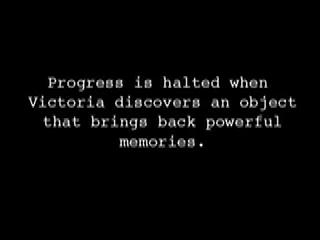 Progress is halted when
Victoria discovers an object
that brings back powerful
memories.